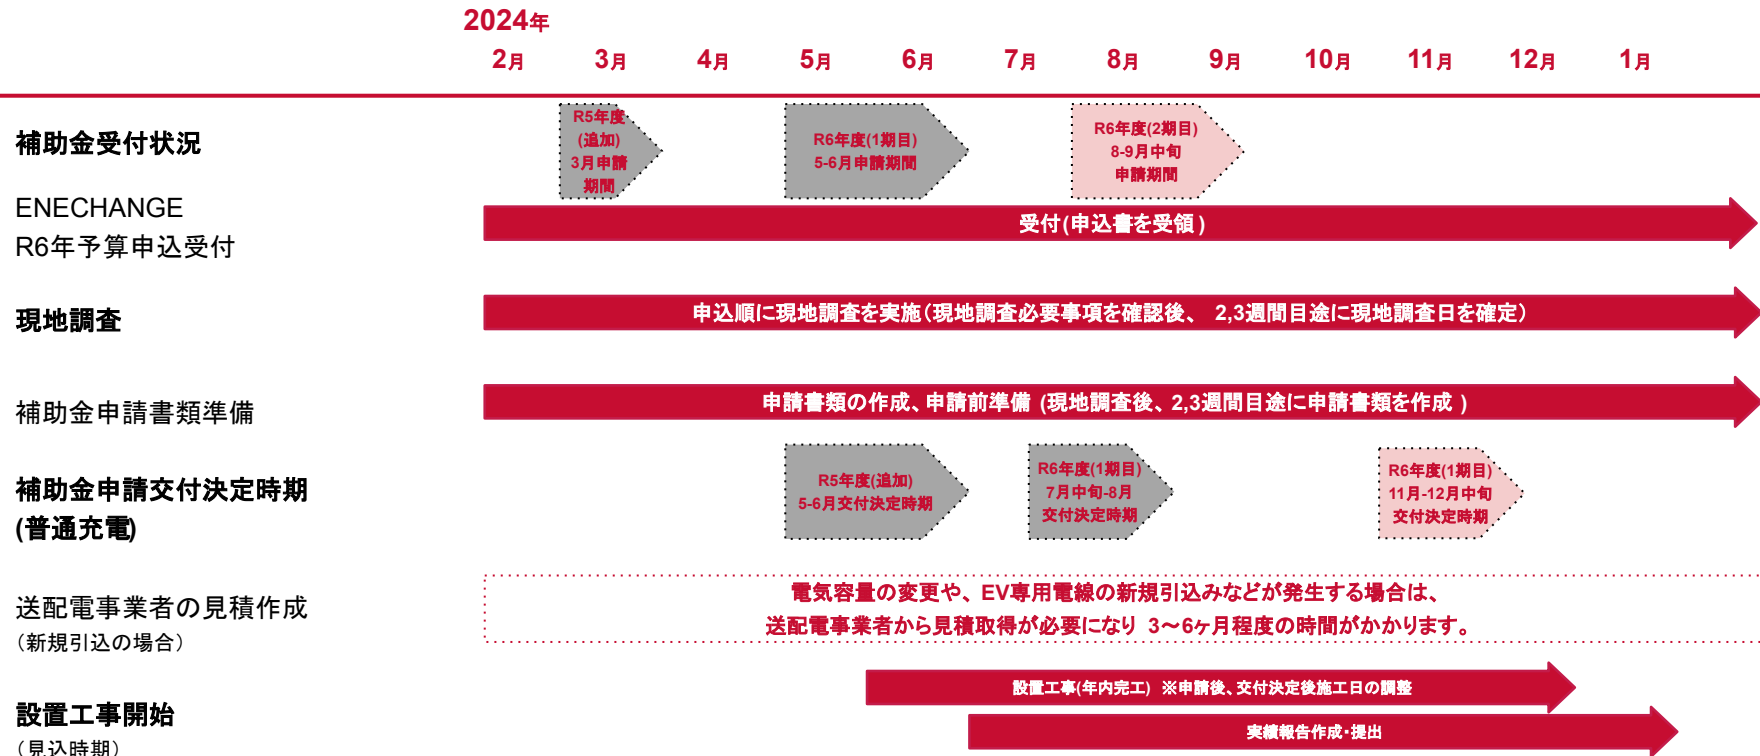 2024年
2月 3月 4月 5月 6月 7月 8月 9月 10月 11月 12月 1月
補助金受付状況
R5年度
(追加)
3月申請
期間
R6年度(1期目)
5-6月申請期間
R6年度(2期目)
8-9月中旬
申請期間
ENECHANGE
R6年予算申込受付
受付(申込書を受領)
現地調査
申込順に現地調査を実施(現地調査必要事項を確認後、 2,3週間目途に現地調査日を確定)
補助金申請書類準備
申請書類の作成、申請前準備 (現地調査後、2,3週間目途に申請書類を作成 )
補助金申請交付決定時期
(普通充電)
R5年度(追加)
5-6月交付決定時期
R6年度(1期目)
7月中旬-8月
交付決定時期
R6年度(1期目)
11月-12月中旬
交付決定時期
送配電事業者の見積作成
(新規引込の場合)
電気容量の変更や、EV専用電線の新規引込みなどが発生する場合は、
送配電事業者から見積取得が必要になり 3〜6ヶ月程度の時間がかかります。
設置工事開始
(見込時期)
設置工事(年内完工) ※申請後、交付決定後施工日の調整
実績報告作成・提出